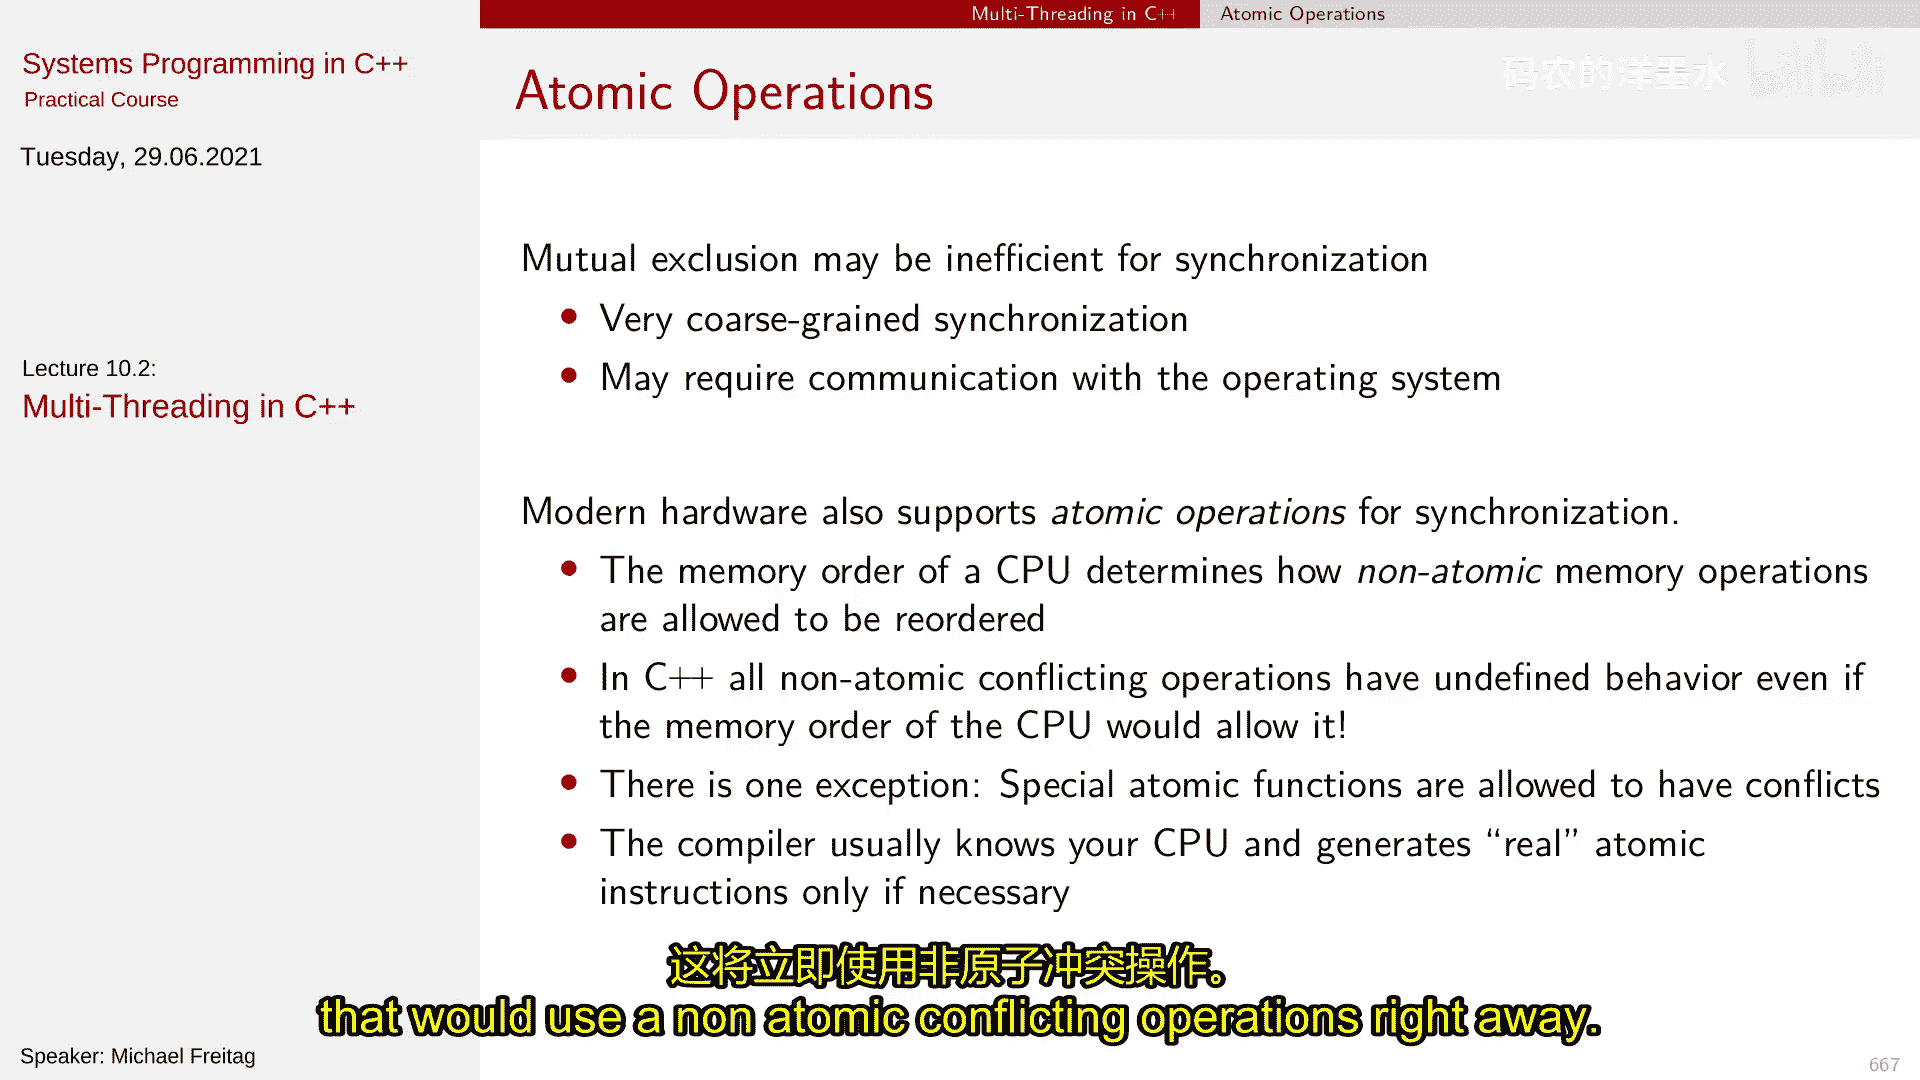 Multi-Threading in C++
Atomic Operations
Systems Programming in C++
Practical Course
Tuesday, 29.06.2021
Lecture 10.2:
Multi-Threading in C++
Speaker: Michael Freitag
Atomic Operations
码农的洋墨水 bilibili
Mutual exclusion may be inefficient for synchronization
• Very coarse-grained synchronization
• May require communication with the operating system
Modern hardware also supports atomic operations for synchronization.
• The memory order of a CPU determines how non-atomic memory operations
are allowed to be reordered
• In C++ all non-atomic conflicting operations have undefined behavior even if
the memory order of the CPU would allow it!
• There is one exception: Special atomic functions are allowed to have conflicts
• The compiler usually knows your CPU and generates “real” atomic
instructions only if necessary
这将立即使用非原子冲突操作。
that would use a non atomic conflicting operations right away.
667